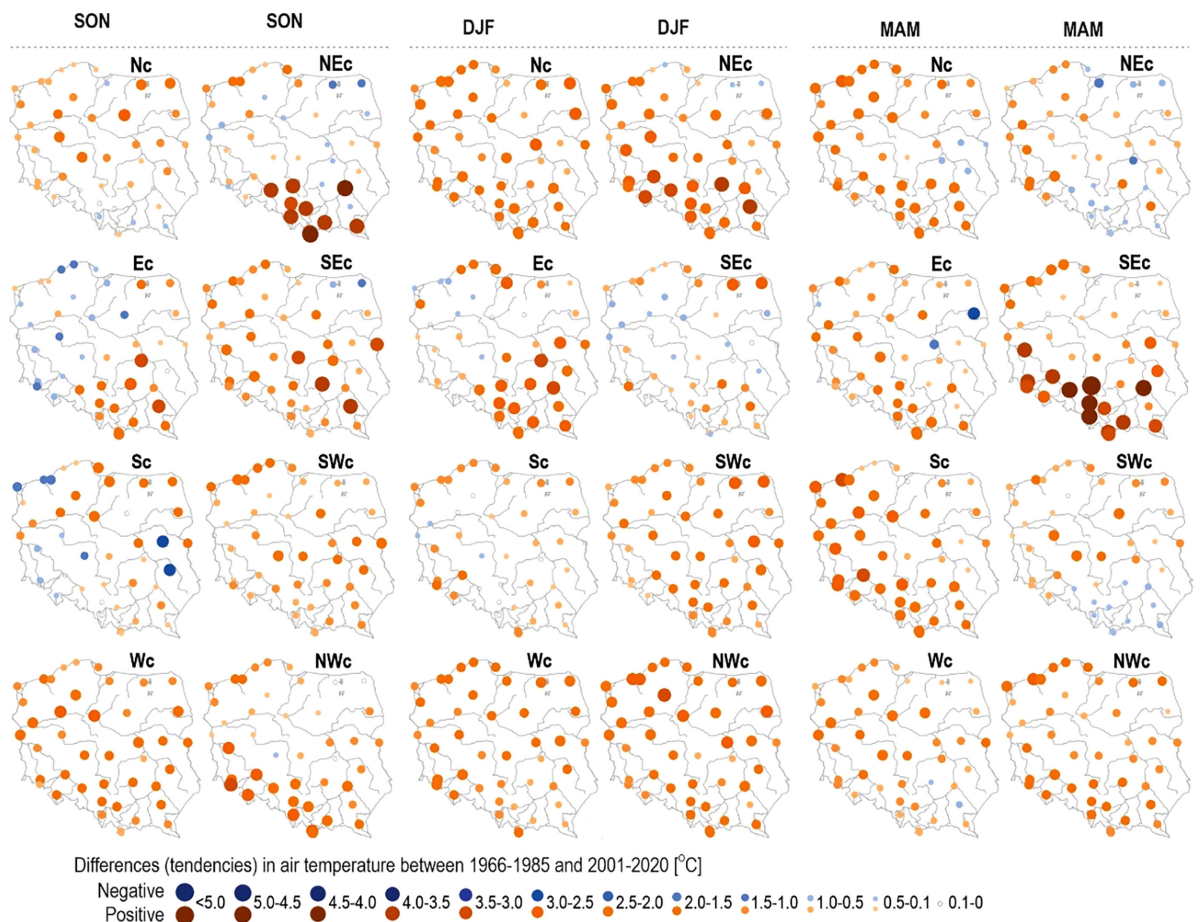 SON SON DJF DJF MAM MAM
Nc NEc Nc NEc Nc NEc
Ec SEc Ec SEc Ec SEc
Sc SWc Sc SWc Sc SWc
Wc NWc Wc NWc Wc NWc
Differences (tendencies) in air temperature between 1966-1985 and 2001-2020 [°C]
Negative
<5.0 5.0-4.5 4.5-4.0 4.0-3.5 3.5-3.0 3.0-2.5 2.5-2.0 2.0-1.5 1.5-1.0 1.0-0.5 0.5-0.1 0.1-0
Positive